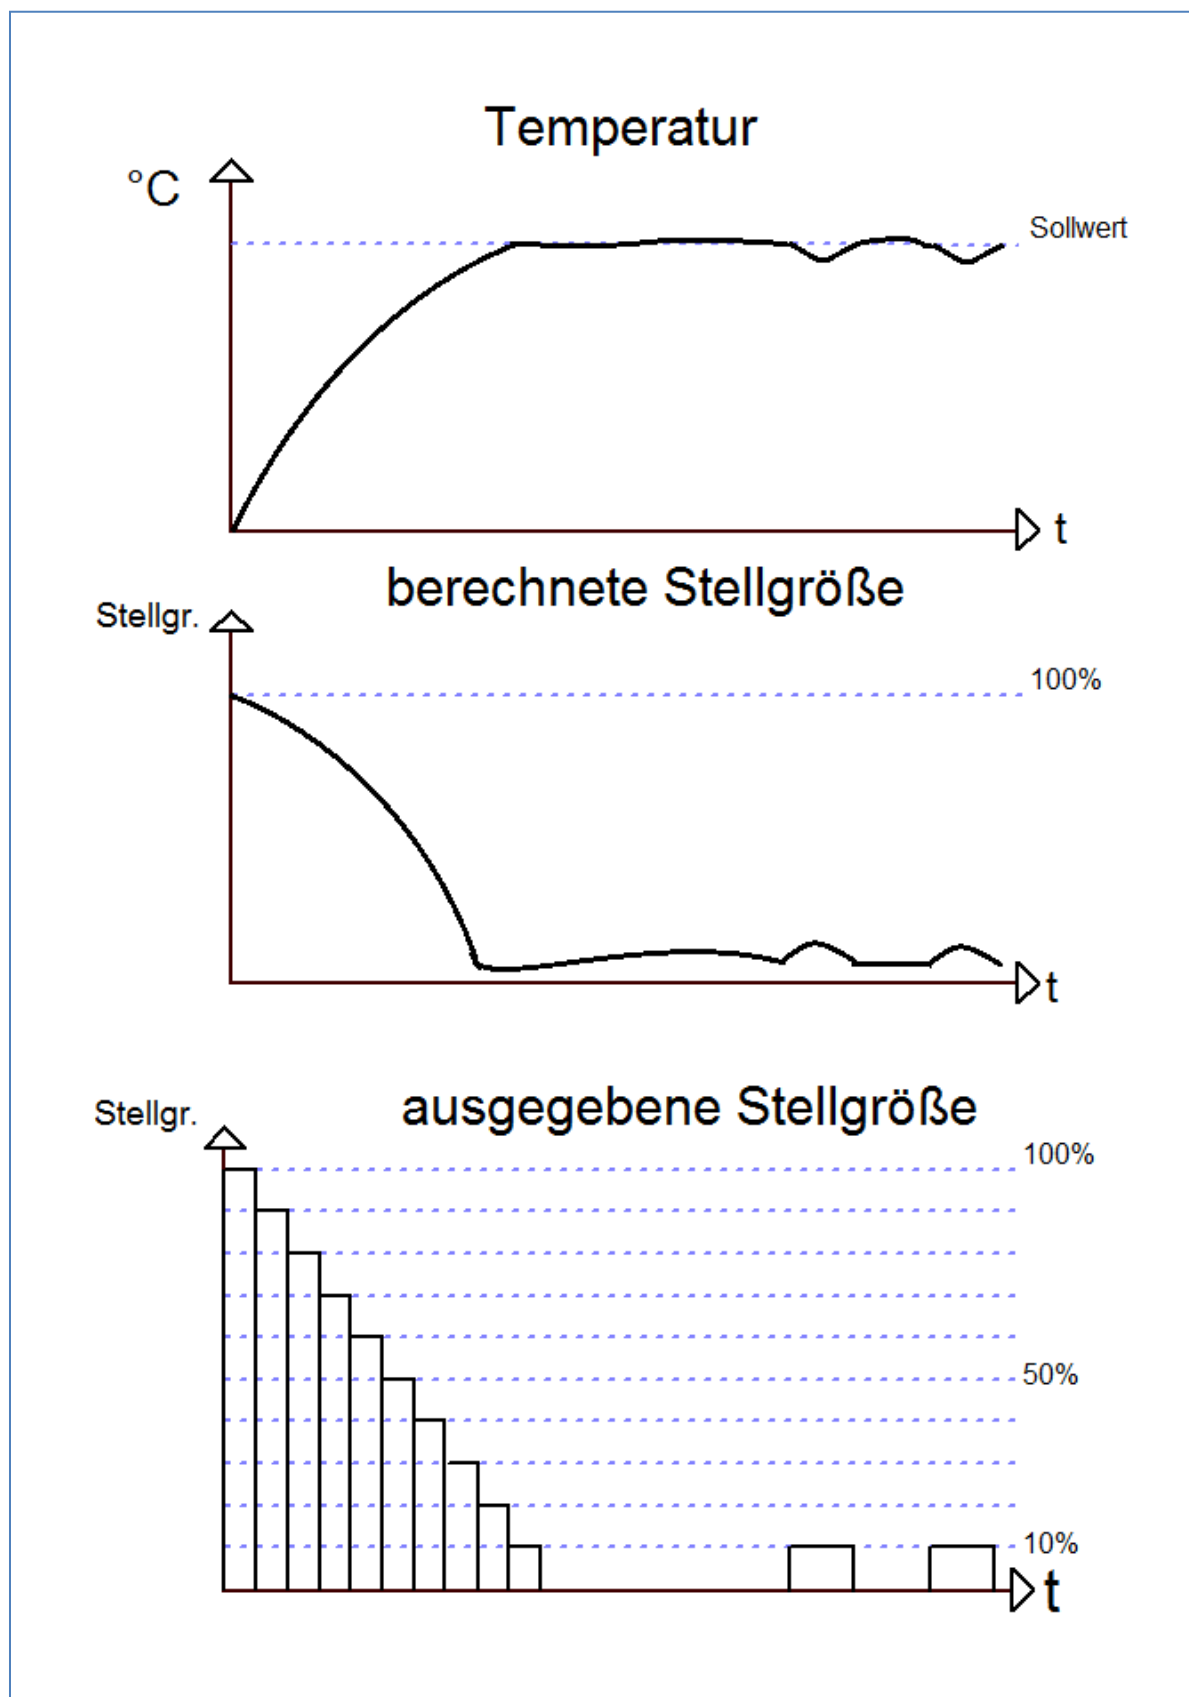 Temperatur
°C
Sollwert
t
berechnete Stellgröße
Stellgr.
100%
t
ausgegebene Stellgröße
Stellgr.
100%
50%
10%
t